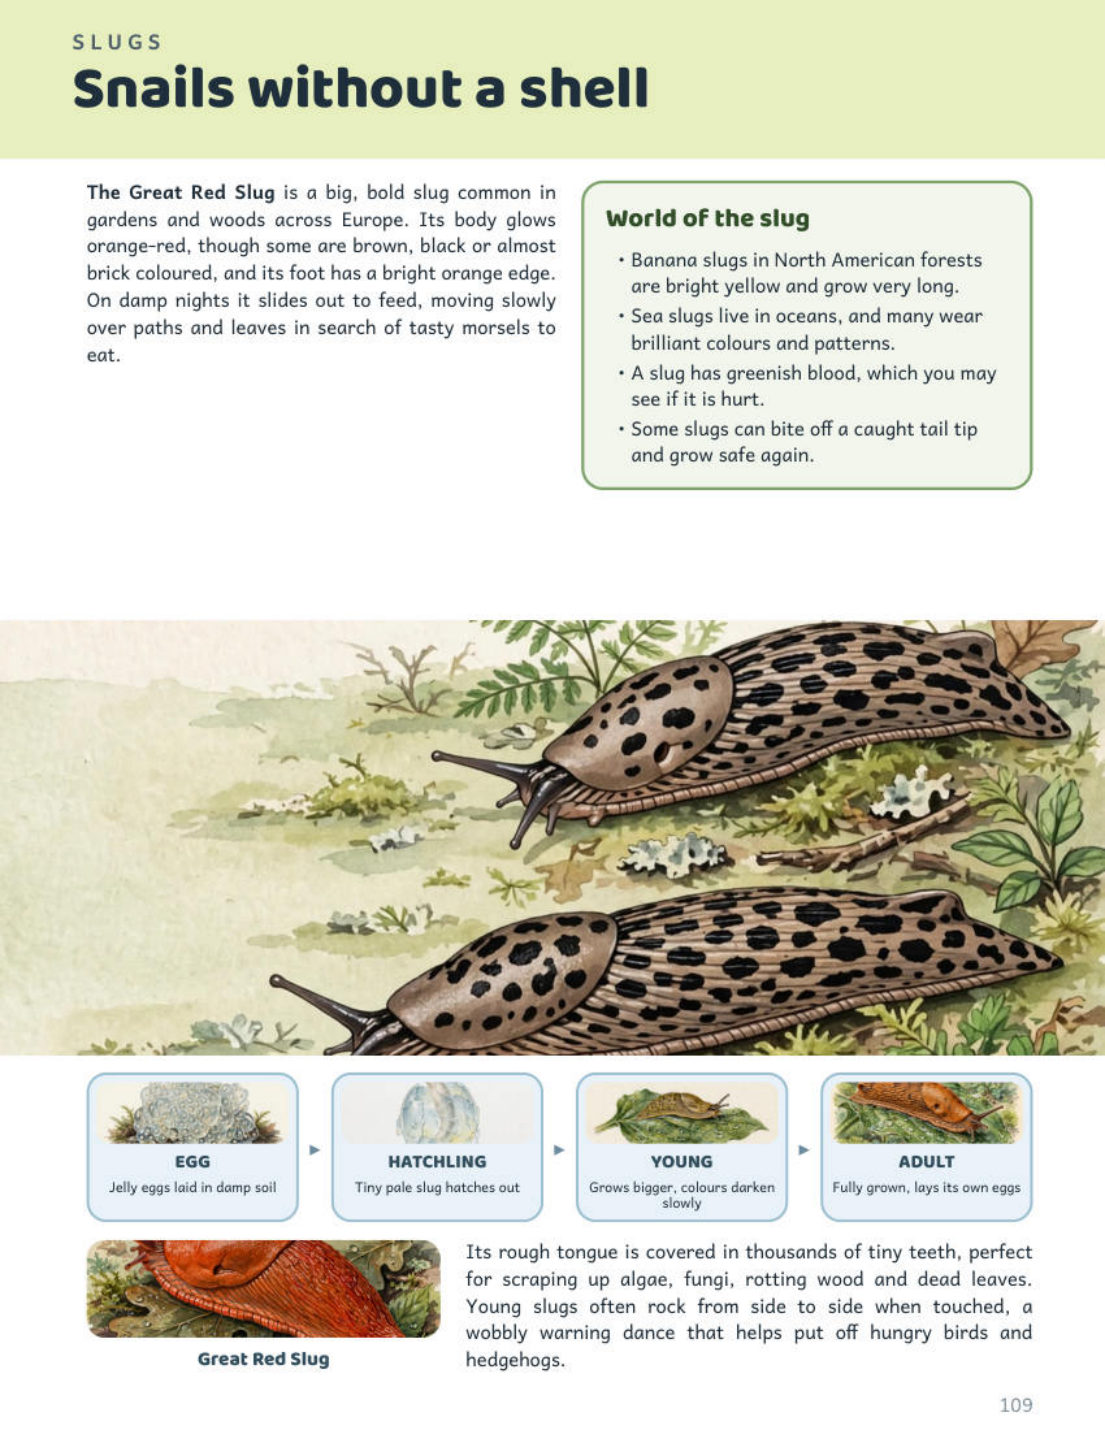 SLUGS
Snails without a shell
The Great Red Slug is a big, bold slug common in
gardens and woods across Europe. Its body glows
orange-red, though some are brown, black or almost
brick coloured, and its foot has a bright orange edge.
On damp nights it slides out to feed, moving slowly
over paths and leaves in search of tasty morsels to
eat.
World of the slug
• Banana slugs in North American forests
are bright yellow and grow very long.
• Sea slugs live in oceans, and many wear
brilliant colours and patterns.
• A slug has greenish blood, which you may
see if it is hurt.
• Some slugs can bite off a caught tail tip
and grow safe again.
EGG
Jelly eggs laid in damp soil
HATCHLING
Tiny pale slug hatches out
YOUNG
Grows bigger, colours darken
slowly
ADULT
Fully grown, lays its own eggs
Great Red Slug
Its rough tongue is covered in thousands of tiny teeth, perfect
for scraping up algae, fungi, rotting wood and dead leaves.
Young slugs often rock from side to side when touched, a
wobbly warning dance that helps put off hungry birds and
hedgehogs.
109